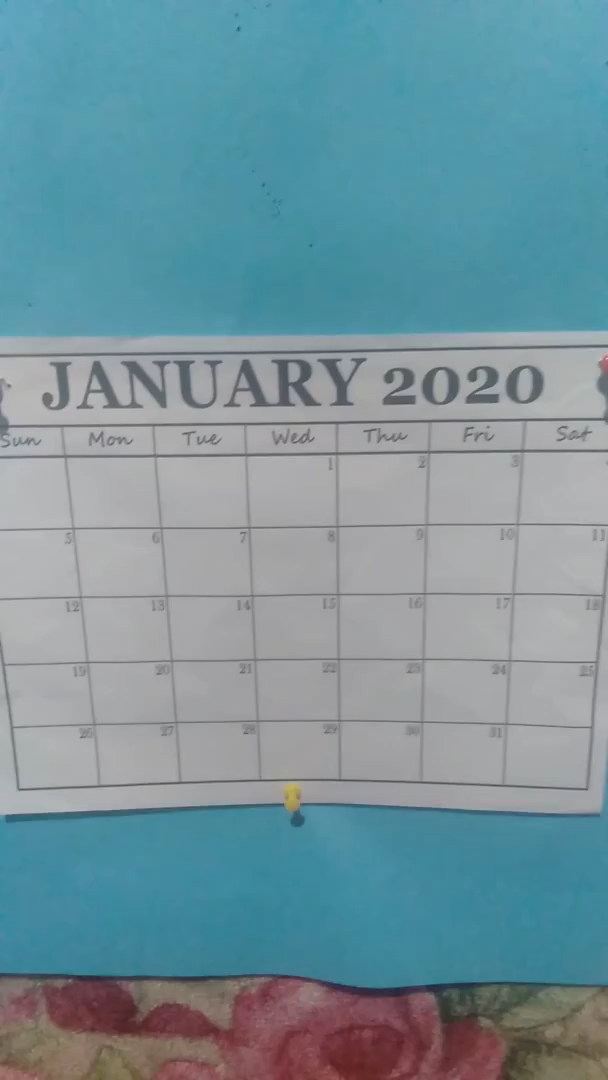 JANUARY 2020
Sun Mon Tue Wed Thu Fri Sat
1 2 3
5 6 7 8 9 10 11
12 13 14 15 16 17 18
19 20 21 22 23 24 25
26 27 28 29 30 31